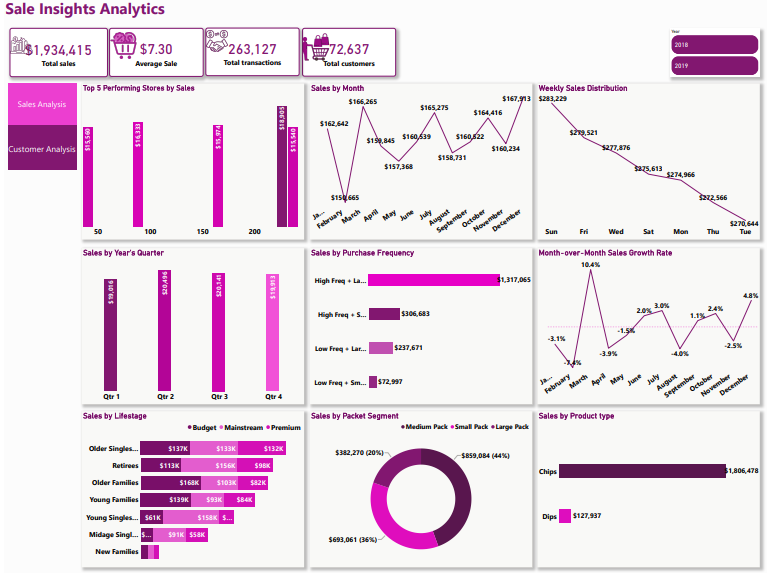 Sale Insights Analytics
$1,934,415
Total sales
$7.30
Average Sale
263,127
Total transactions
72,637
Total customers
Year
2018
2019
Sales Analysis
Customer Analysis
Top 5 Performing Stores by Sales
$15,560
$16,333
$15,974
$18,905
$15,540
50
100
150
200
Sales by Month
$162,642
$150,665
$166,265
$159,845
$157,368
$160,539
$165,275
$158,731
$160,522
$164,416
$160,234
$167,913
Ja...
February
March
April
May
June
July
August
September
October
November
December
Weekly Sales Distribution
$283,229
$279,521
$277,876
$275,613
$274,966
$272,566
$270,644
Sun
Fri
Wed
Sat
Mon
Thu
Tue
Sales by Year's Quarter
$19,016
$20,496
$20,141
$19,913
Qtr 1
Qtr 2
Qtr 3
Qtr 4
Sales by Purchase Frequency
High Freq + La...
$1,317,065
High Freq + S...
$306,683
Low Freq + Lar...
$237,671
Low Freq + Sm...
$72,997
Month-over-Month Sales Growth Rate
-3.1%
-7.4%
10.4%
-3.9%
-1.5%
2.0%
3.0%
-4.0%
1.1%
2.4%
-2.5%
4.8%
Ja...
February
March
April
May
June
July
August
September
October
November
December
Sales by Lifestage
Budget
Mainstream
Premium
Older Singles...
$137K
$133K
$132K
Retirees
$113K
$156K
$98K
Older Families
$168K
$103K
$82K
Young Families
$139K
$93K
$84K
Young Singles...
$61K
$158K
$...
Midage Singl...
$...
$91K
$58K
New Families
Sales by Packet Segment
Medium Pack
Small Pack
Large Pack
$382,270 (20%)
$859,084 (44%)
$693,061 (36%)
Sales by Product type
Chips
$1,806,478
Dips
$127,937